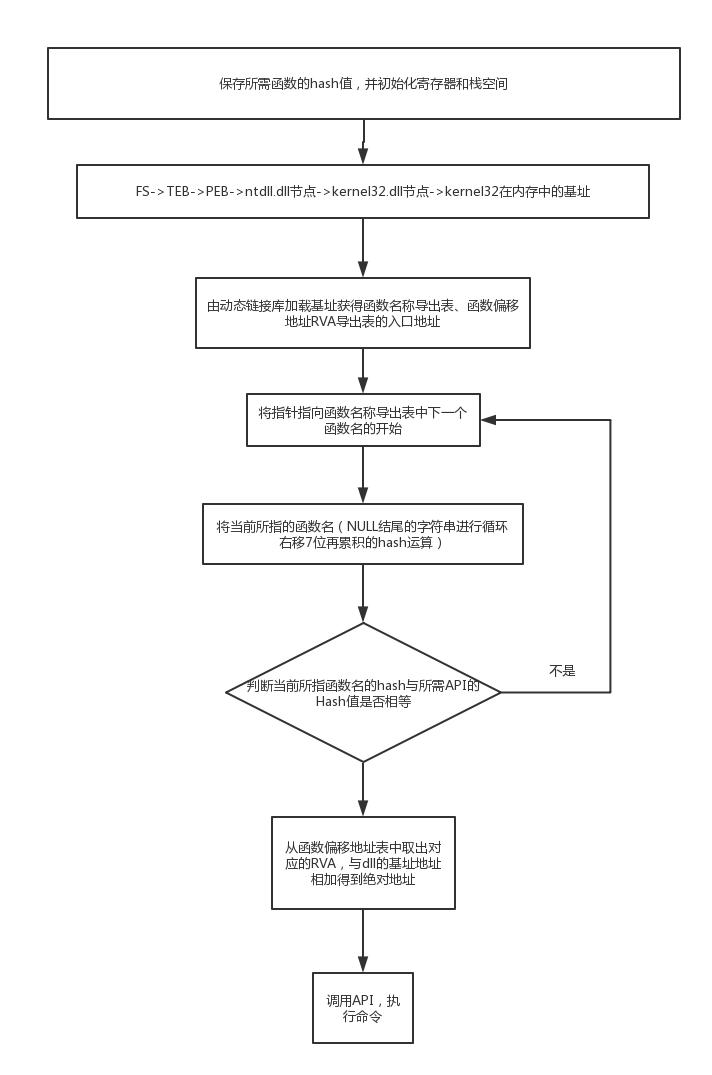 保存所需函数的hash值，并初始化寄存器和栈空间
FS->TEB->PEB->ntdll.dll节点->kernel32.dll节点->kernel32在内存中的基址
由动态链接库加载基址获得函数名称导出表、函数偏移
地址RVA导出表的入口地址
将指针指向函数名称导出表中下一个
函数名的开始
将当前所指的函数名（NULL结尾的字符串进行循环
右移7位再累积的hash运算）
不是
判断当前所指函数名的hash与所需API的
Hash值是否相等
从函数偏移地址表中取出对
应的RVA，与dll的基址地址
相加得到绝对地址
调用API，执
行命令